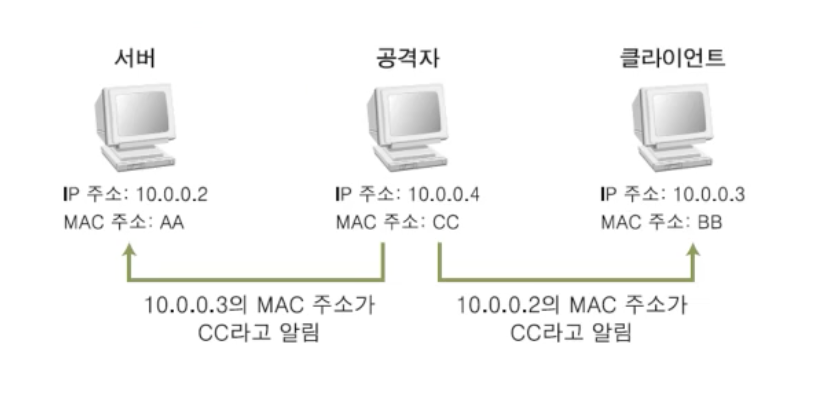 서버
공격자
클라이언트
IP 주소: 10.0.0.2
MAC 주소: AA
IP 주소: 10.0.0.4
MAC 주소: CC
IP 주소: 10.0.0.3
MAC 주소: BB
10.0.0.3의 MAC 주소가
CC라고 알림
10.0.0.2의 MAC 주소가
CC라고 알림